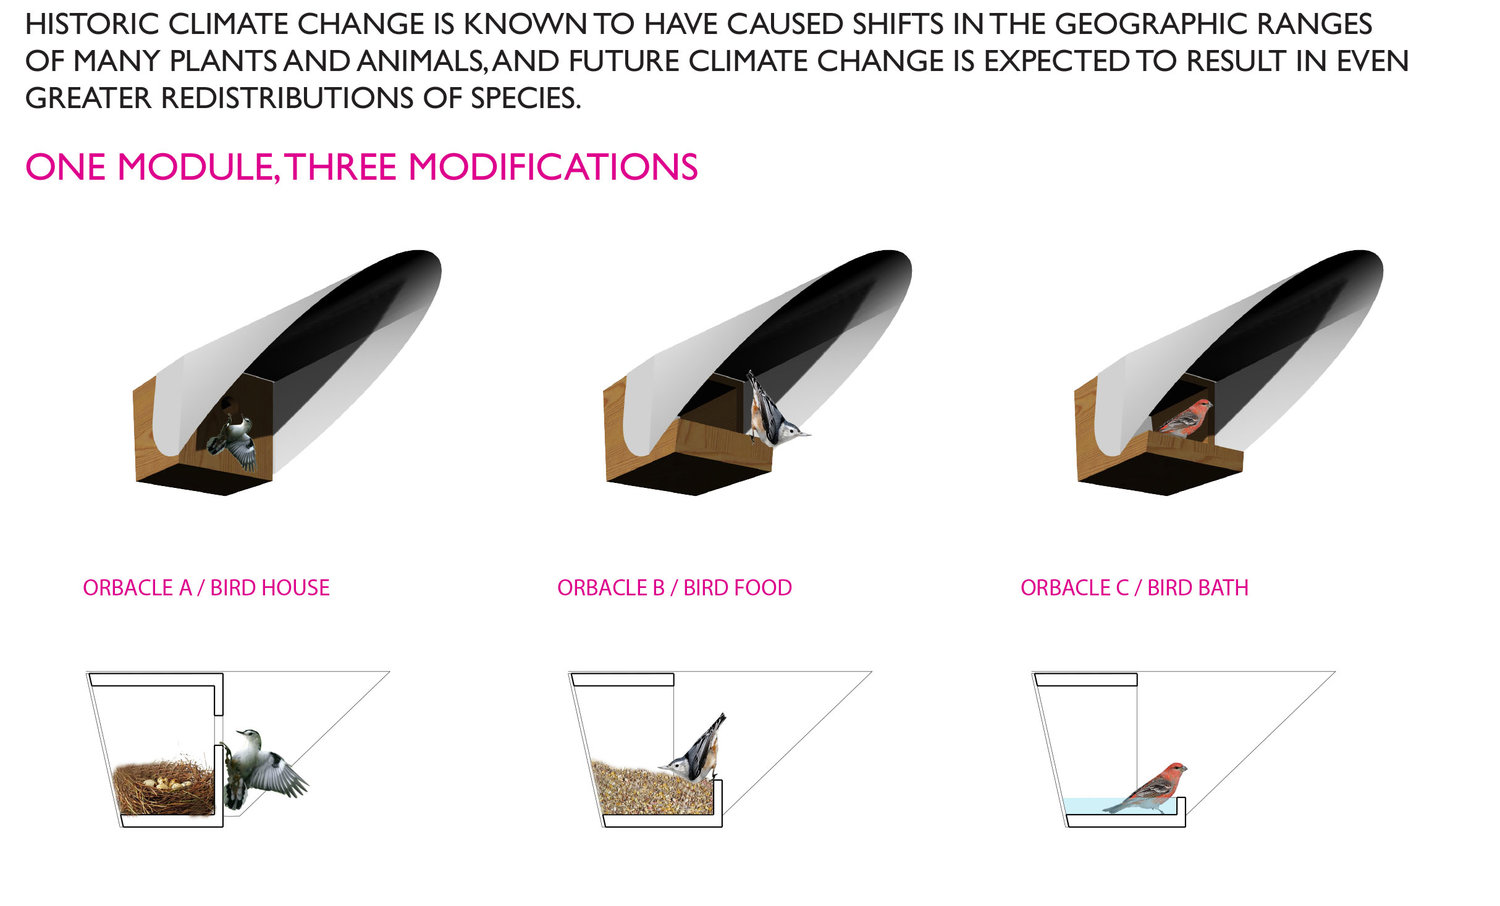 HISTORIC CLIMATE CHANGE IS KNOWN TO HAVE CAUSED SHIFTS IN THE GEOGRAPHIC RANGES
OF MANY PLANTS AND ANIMALS, AND FUTURE CLIMATE CHANGE IS EXPECTED TO RESULT IN EVEN
GREATER REDISTRIBUTIONS OF SPECIES.
ONE MODULE, THREE MODIFICATIONS
ORBACLE A / BIRD HOUSE
ORBACLE B / BIRD FOOD
ORBACLE C / BIRD BATH